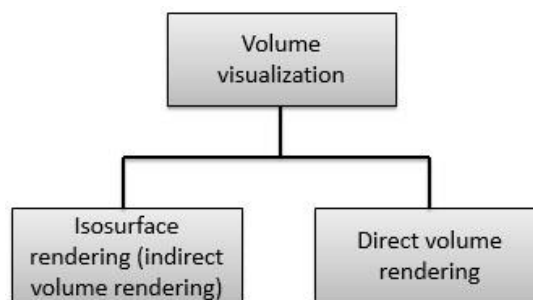 Volume
visualization
Isosurface
rendering (indirect
volume rendering)
Direct volume
rendering